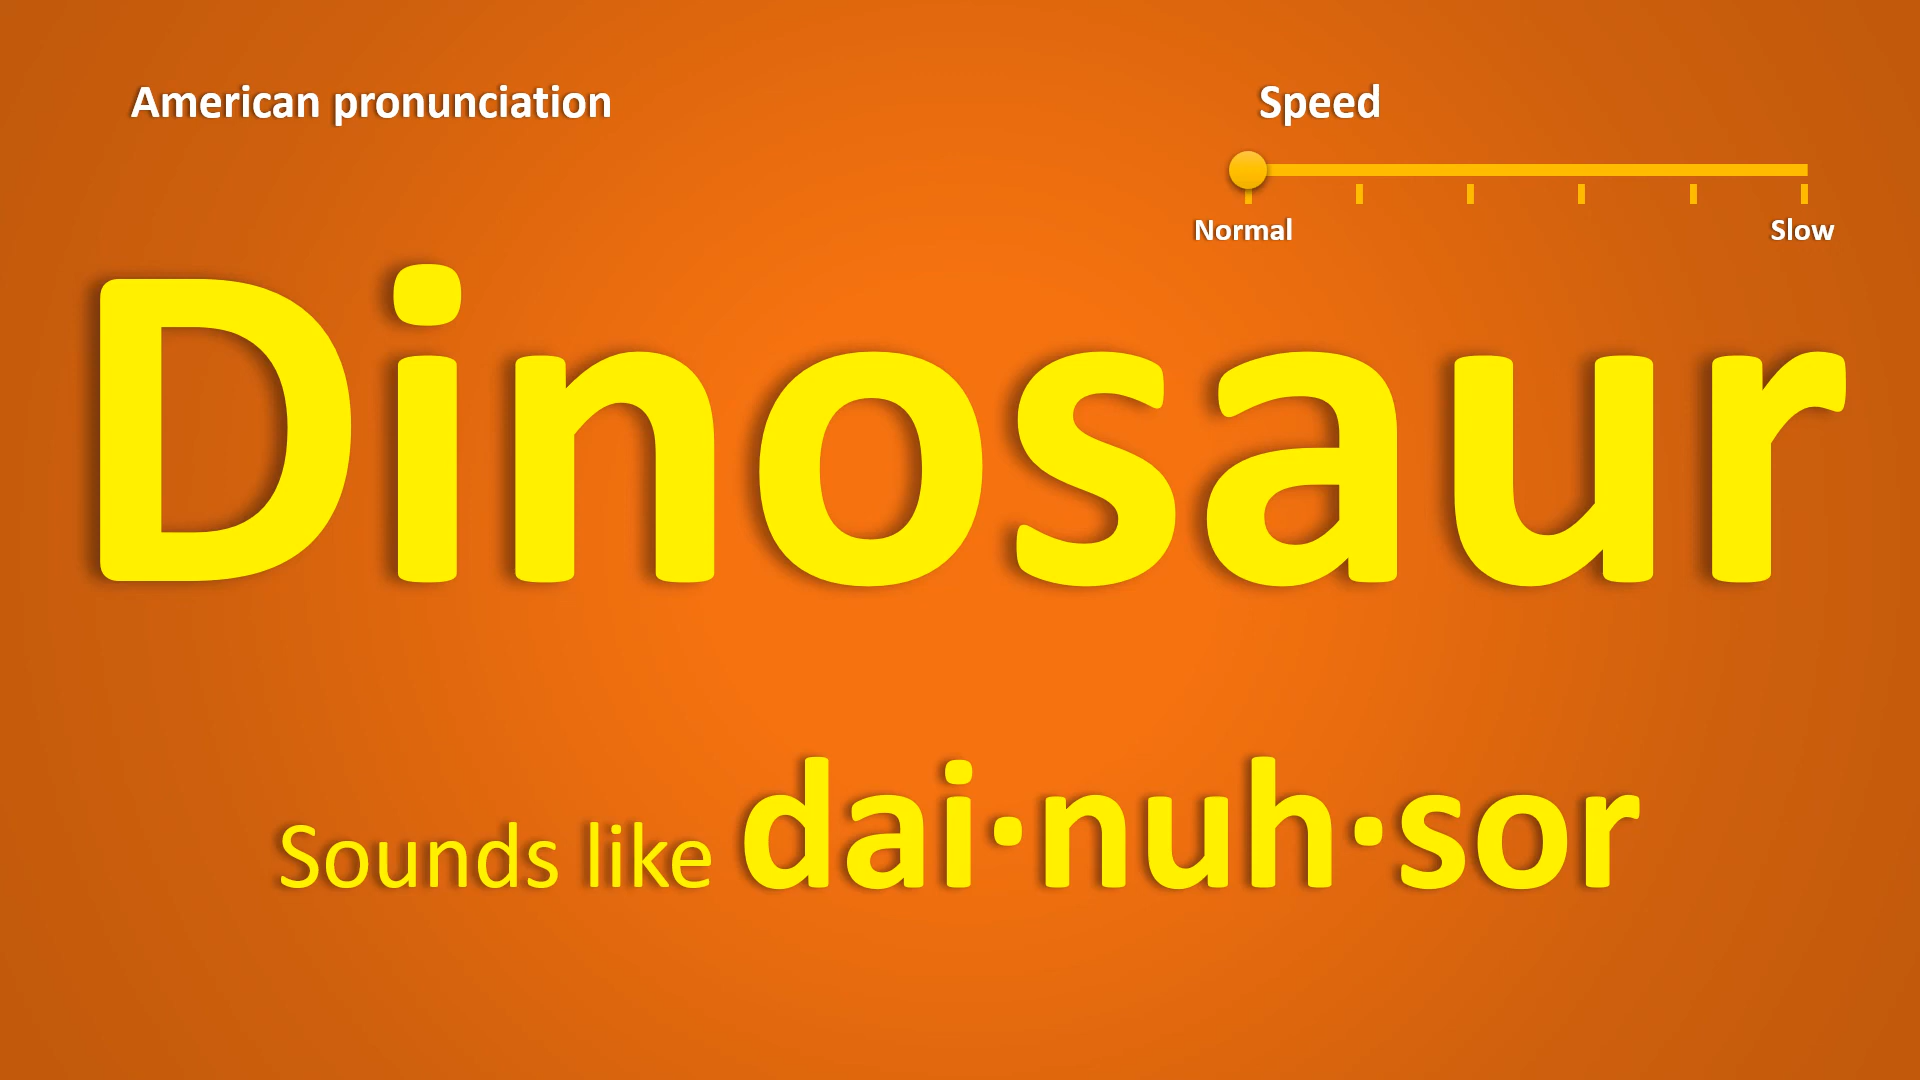 American pronunciation
Speed
Normal
Slow
Dinosaur
Sounds like dai·nuh·sor